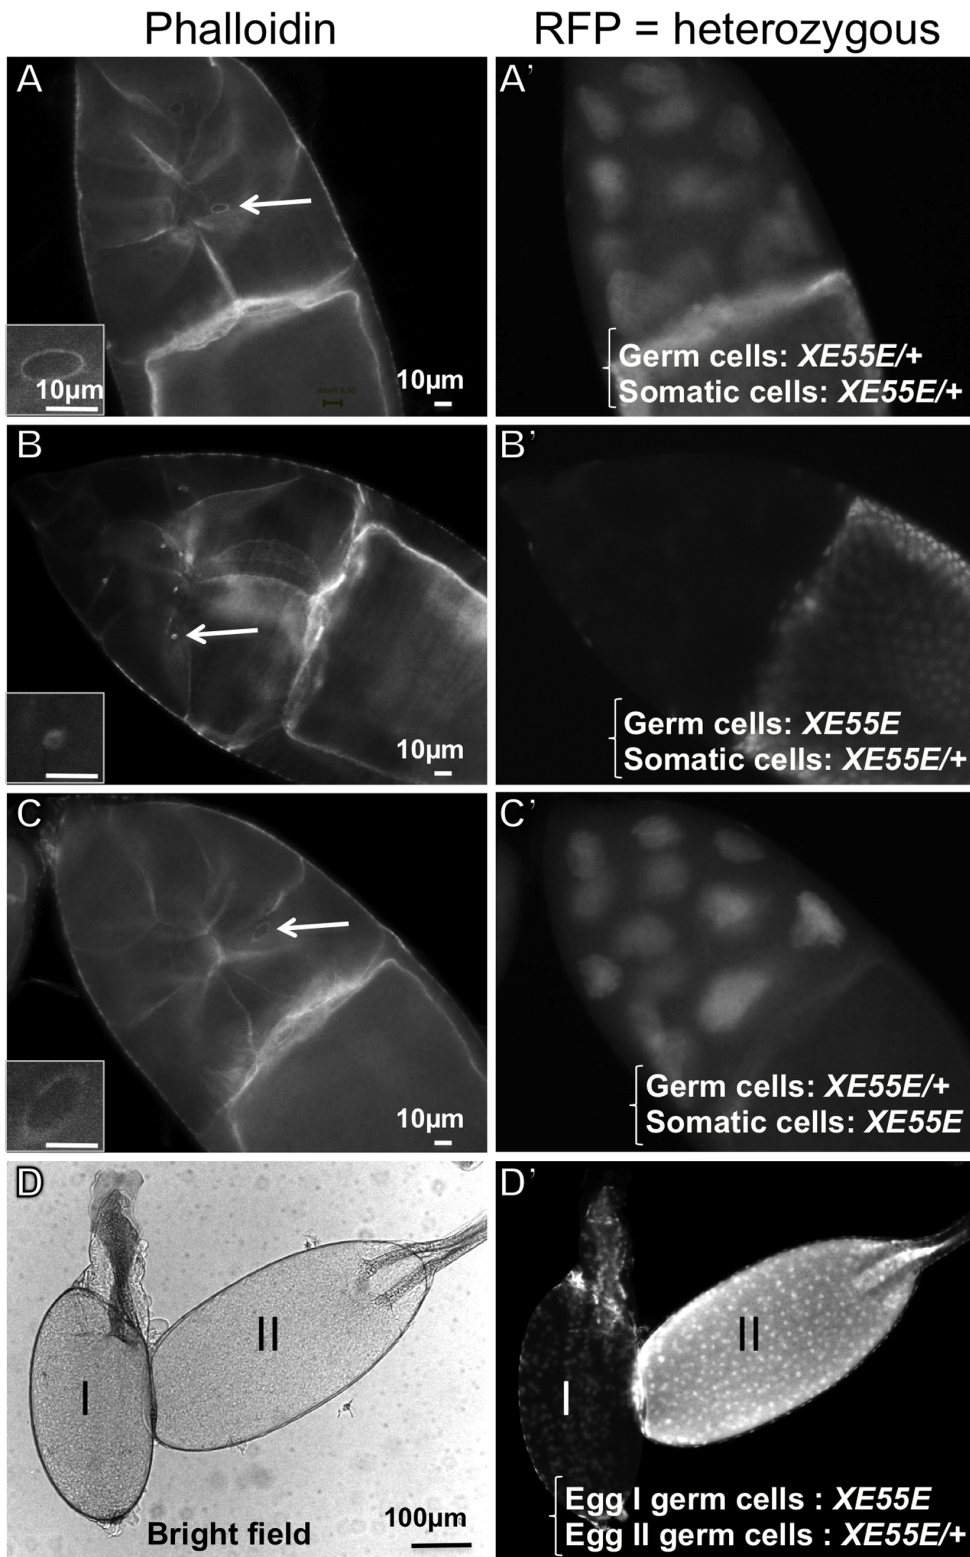 Phalloidin
RFP = heterozygous
A
10μm
10μm
A’
Germ cells: XE55E/+
Somatic cells: XE55E/+
B
10μm
B’
Germ cells: XE55E
Somatic cells: XE55E/+
C
10μm
C’
Germ cells: XE55E/+
Somatic cells: XE55E
D
I
II
Bright field
100μm
D’
I
II
Egg I germ cells : XE55E
Egg II germ cells : XE55E/+